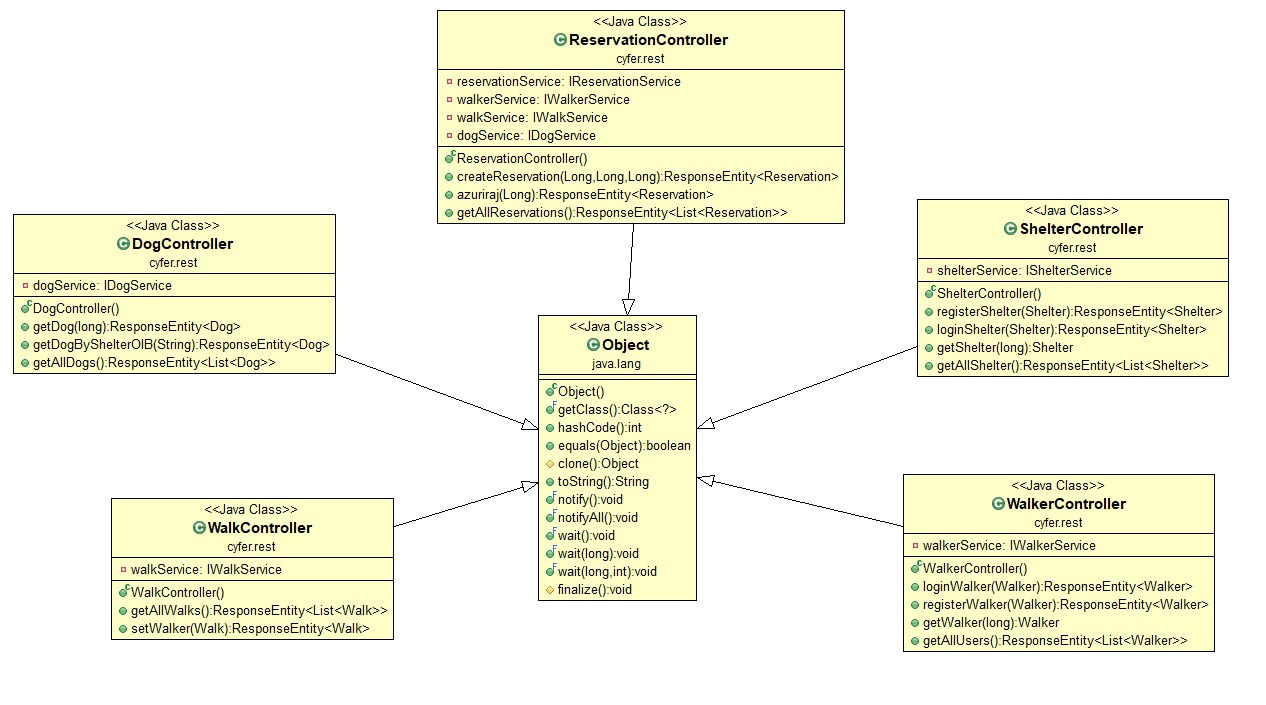 <<Java Class>>
ReservationController
cyfer.rest
reservationService: IReservationService
walkerService: IWalkerService
walkService: IWalkService
dogService: IDogService
ReservationController()
createReservation(Long,Long,Long):ResponseEntity<Reservation>
azuriraj(Long):ResponseEntity<Reservation>
getAllReservations():ResponseEntity<List<Reservation>>
<<Java Class>>
DogController
cyfer.rest
dogService: IDogService
DogController()
getDog(long):ResponseEntity<Dog>
getDogByShelterOIB(String):ResponseEntity<Dog>
getAllDogs():ResponseEntity<List<Dog>>
<<Java Class>>
ShelterController
cyfer.rest
shelterService: IShelterService
ShelterController()
registerShelter(Shelter):ResponseEntity<Shelter>
loginShelter(Shelter):ResponseEntity<Shelter>
getShelter(long):Shelter
getAllShelter():ResponseEntity<List<Shelter>>
<<Java Class>>
Object
java.lang
Object()
getClass():Class<?>
hashCode():int
equals(Object):boolean
clone():Object
toString():String
notify():void
notifyAll():void
wait():void
wait(long):void
wait(long,int):void
finalize():void
<<Java Class>>
WalkController
cyfer.rest
walkService: IWalkService
WalkController()
getAllWalks():ResponseEntity<List<Walk>>
setWalker(Walk):ResponseEntity<Walk>
<<Java Class>>
WalkerController
cyfer.rest
walkerService: IWalkerService
WalkerController()
loginWalker(Walker):ResponseEntity<Walker>
registerWalker(Walker):ResponseEntity<Walker>
getWalker(long):Walker
getAllUsers():ResponseEntity<List<Walker>>